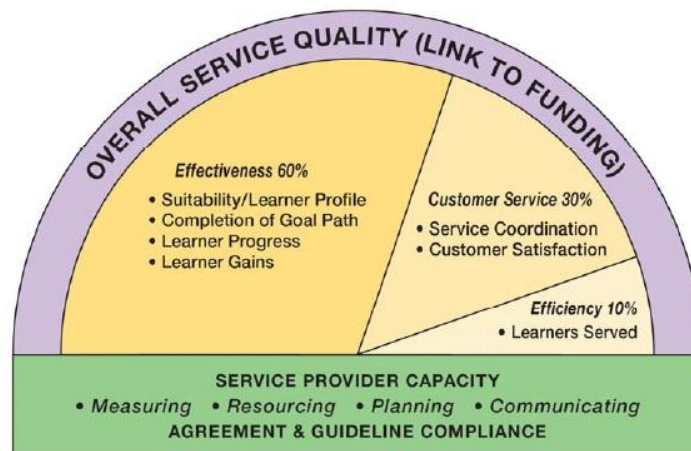 OVERALL SERVICE QUALITY (LINK TO FUNDING)
Effectiveness 60%
• Suitability/Learner Profile
• Completion of Goal Path
• Learner Progress
• Learner Gains
Customer Service 30%
• Service Coordination
• Customer Satisfaction
Efficiency 10%
• Learners Served
SERVICE PROVIDER CAPACITY
• Measuring • Resourcing • Planning • Communicating
AGREEMENT & GUIDELINE COMPLIANCE